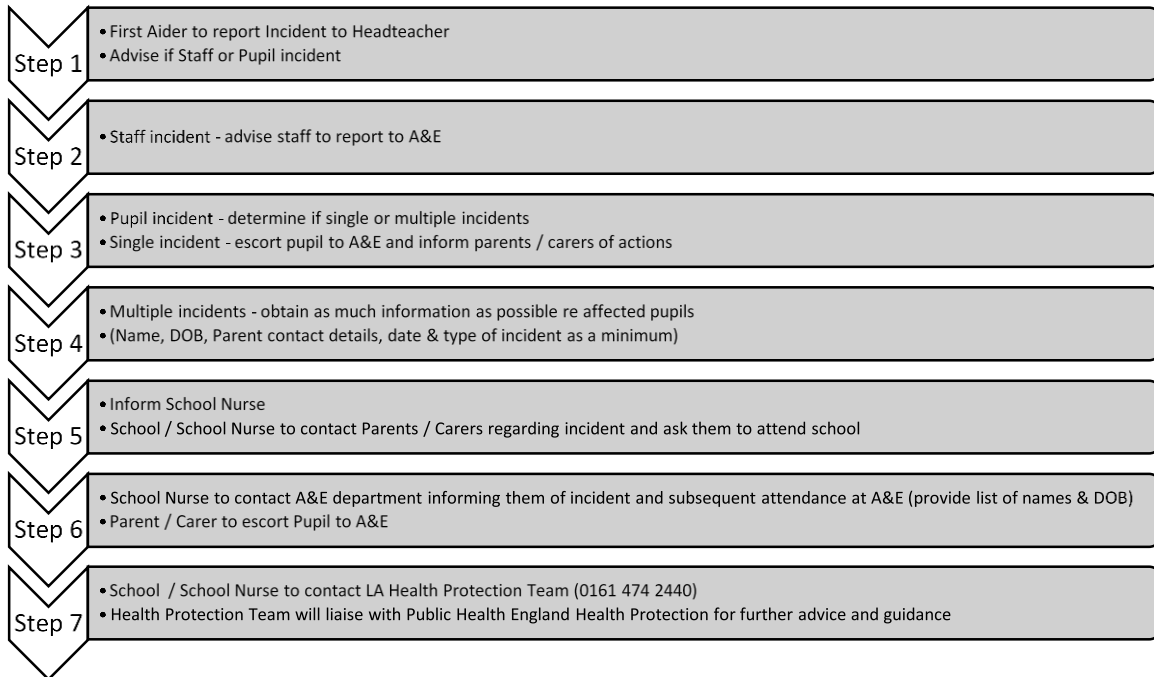 Step 1
• First Aider to report Incident to Headteacher
• Advise if Staff or Pupil incident
Step 2
• Staff incident - advise staff to report to A&E
Step 3
• Pupil incident - determine if single or multiple incidents
• Single incident - escort pupil to A&E and inform parents / carers of actions
Step 4
• Multiple incidents - obtain as much information as possible re affected pupils
• (Name, DOB, Parent contact details, date & type of incident as a minimum)
Step 5
• Inform School Nurse
• School / School Nurse to contact Parents / Carers regarding incident and ask them to attend school
Step 6
• School Nurse to contact A&E department informing them of incident and subsequent attendance at A&E (provide list of names & DOB)
• Parent / Carer to escort Pupil to A&E
Step 7
• School / School Nurse to contact LA Health Protection Team (0161 474 2440)
• Health Protection Team will liaise with Public Health England Health Protection for further advice and guidance